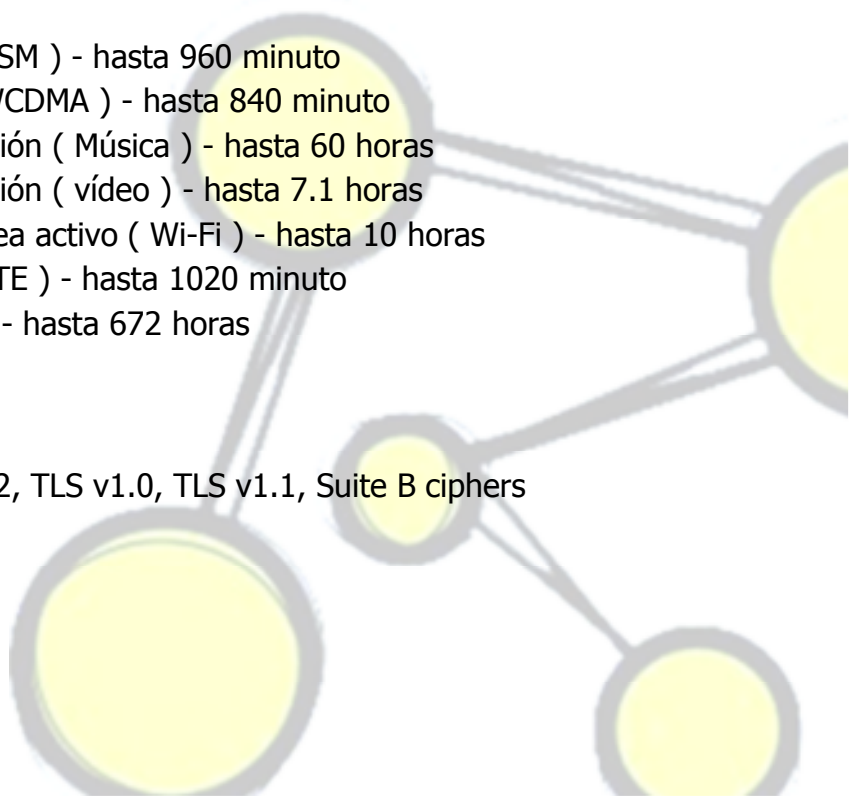 SM ) - hasta 960 minuto
WCDMA ) - hasta 840 minuto
ión ( Música ) - hasta 60 horas
ión ( vídeo ) - hasta 7.1 horas
ea activo ( Wi-Fi ) - hasta 10 horas
TE ) - hasta 1020 minuto
- hasta 672 horas
2, TLS v1.0, TLS v1.1, Suite B ciphers